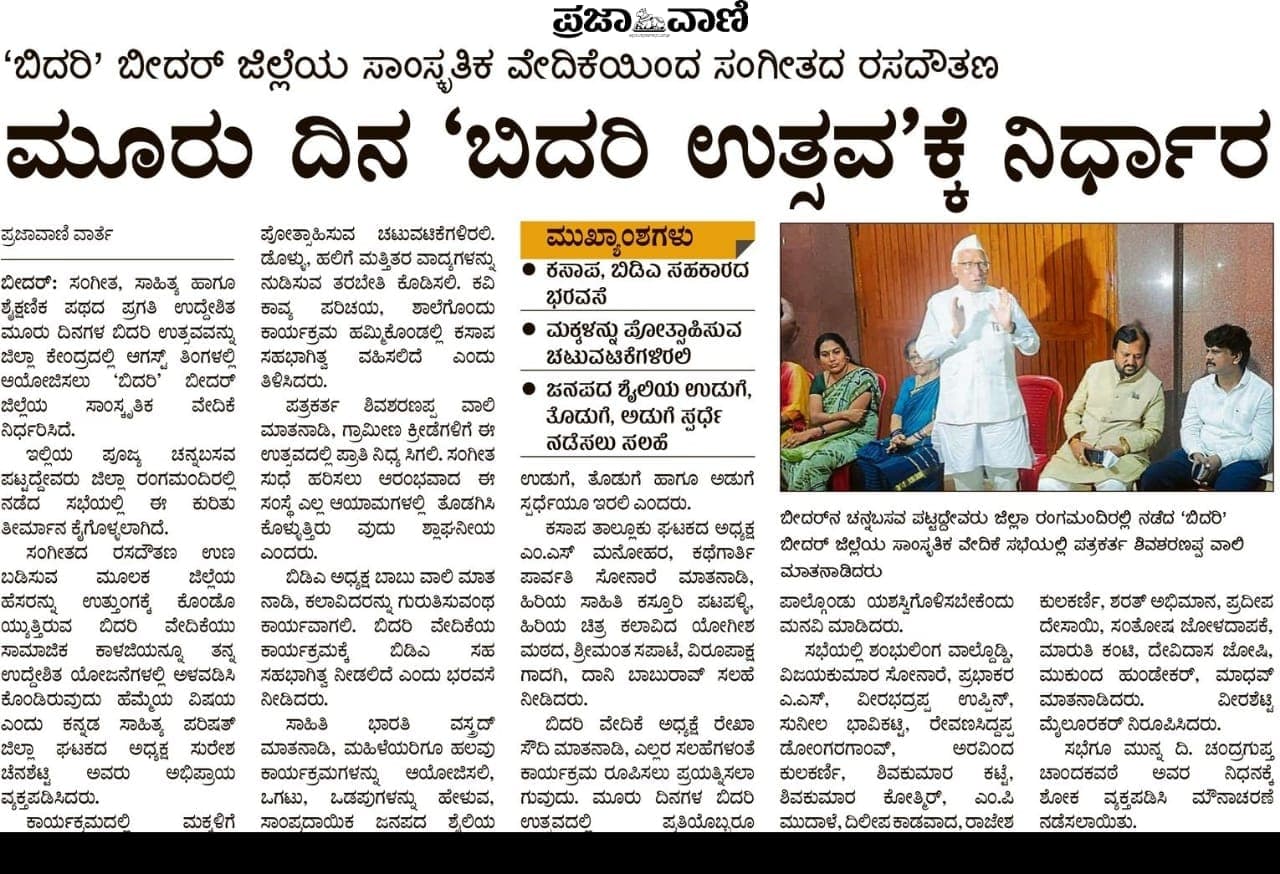 ಪ್ರಜಾವಾಣಿ
‘ಬಿದರಿ’ ಬೀದರ್ ಜಿಲ್ಲೆಯ ಸಾಂಸ್ಕೃತಿಕ ವೇದಿಕೆಯಿಂದ ಸಂಗೀತದ ರಸದೌತಣ
ಮೂರು ದಿನ ‘ಬಿದರಿ ಉತ್ಸವ’ಕ್ಕೆ ನಿರ್ಧಾರ
ಪ್ರಜಾವಾಣಿ ವಾರ್ತೆ
ಬೀದರ್: ಸಂಗೀತ, ಸಾಹಿತ್ಯ ಹಾಗೂ
ಶೈಕ್ಷಣಿಕ ಪಥದ ಪ್ರಗತಿ ಉದ್ದೇಶಿತ
ಮೂರು ದಿನಗಳ ಬಿದರಿ ಉತ್ಸವವನ್ನು
ಜಿಲ್ಲಾ ಕೇಂದ್ರದಲ್ಲಿ ಆಗಸ್ಟ್ ತಿಂಗಳಲ್ಲಿ
ಆಯೋಜಿಸಲು ‘ಬಿದರಿ’ ಬೀದರ್
ಜಿಲ್ಲೆಯ ಸಾಂಸ್ಕೃತಿಕ ವೇದಿಕೆ
ನಿರ್ಧರಿಸಿದೆ.
ಇಲ್ಲಿಯ ಪೂಜ್ಯ ಚನ್ನಬಸವ
ಪಟ್ಟದ್ದೇವರು ಜಿಲ್ಲಾ ರಂಗಮಂದಿರಲ್ಲಿ
ನಡೆದ ಸಭೆಯಲ್ಲಿ ಈ ಕುರಿತು
ತೀರ್ಮಾನ ಕೈಗೊಳ್ಳಲಾಗಿದೆ.
ಸಂಗೀತದ ರಸದೌತಣ ಉಣ
ಬಡಿಸುವ ಮೂಲಕ ಜಿಲ್ಲೆಯ
ಹೆಸರನ್ನು ಉತ್ತುಂಗಕ್ಕೆ ಕೊಂಡೊ
ಯ್ಯುತ್ತಿರುವ ಬಿದರಿ ವೇದಿಕೆಯು
ಸಾಮಾಜಿಕ ಕಾಳಜಿಯನ್ನೂ ತನ್ನ
ಉದ್ದೇಶಿತ ಯೋಜನೆಗಳಲ್ಲಿ ಅಳವಡಿಸಿ
ಕೊಂಡಿರುವುದು ಹೆಮ್ಮೆಯ ವಿಷಯ
ಎಂದು ಕನ್ನಡ ಸಾಹಿತ್ಯ ಪರಿಷತ್
ಜಿಲ್ಲಾ ಘಟಕದ ಅಧ್ಯಕ್ಷ ಸುರೇಶ
ಚೆನಶೆಟ್ಟಿ ಅವರು ಅಭಿಪ್ರಾಯ
ವ್ಯಕ್ತಪಡಿಸಿದರು.
ಕಾರ್ಯಕ್ರಮದಲ್ಲಿ ಮಕ್ಕಳಿಗೆ
ಪೋತ್ಸಾಹಿಸುವ ಚಟುವಟಿಕೆಗಳಿರಲಿ.
ಡೊಳ್ಳು, ಹಲಿಗೆ ಮತ್ತಿತರ ವಾದ್ಯಗಳನ್ನು
ನುಡಿಸುವ ತರಬೇತಿ ಕೊಡಿಸಲಿ. ಕವಿ
ಕಾವ್ಯ ಪರಿಚಯ, ಶಾಲೆಗೊಂದು
ಕಾರ್ಯಕ್ರಮ ಹಮ್ಮಿಕೊಂಡಲ್ಲಿ ಕಸಾಪ
ಸಹಭಾಗಿತ್ವ ವಹಿಸಲಿದೆ ಎಂದು
ತಿಳಿಸಿದರು.
ಪತ್ರಕರ್ತ ಶಿವಶರಣಪ್ಪ ವಾಲಿ
ಮಾತನಾಡಿ, ಗ್ರಾಮೀಣ ಕ್ರೀಡೆಗಳಿಗೆ ಈ
ಉತ್ಸವದಲ್ಲಿ ಪ್ರಾತಿ ನಿಧ್ಯ ಸಿಗಲಿ. ಸಂಗೀತ
ಸುಧೆ ಹರಿಸಲು ಆರಂಭವಾದ ಈ
ಸಂಸ್ಥೆ ಎಲ್ಲ ಆಯಾಮಗಳಲ್ಲಿ ತೊಡಗಿಸಿ
ಕೊಳ್ಳುತ್ತಿರು ವುದು ಶ್ಲಾಘನೀಯ
ಎಂದರು.
ಬಿಡಿಎ ಅಧ್ಯಕ್ಷ ಬಾಬು ವಾಲಿ ಮಾತ
ನಾಡಿ, ಕಲಾವಿದರನ್ನು ಗುರುತಿಸುವಂಥ
ಕಾರ್ಯವಾಗಲಿ. ಬಿದರಿ ವೇದಿಕೆಯ
ಕಾರ್ಯಕ್ರಮಕ್ಕೆ ಬಿಡಿಎ ಸಹ
ಸಹಭಾಗಿತ್ವ ನೀಡಲಿದೆ ಎಂದು ಭರವಸೆ
ನೀಡಿದರು.
ಸಾಹಿತಿ ಭಾರತಿ ವಸ್ತ್ರದ್
ಮಾತನಾಡಿ, ಮಹಿಳೆಯರಿಗೂ ಹಲವು
ಕಾರ್ಯಕ್ರಮಗಳನ್ನು ಆಯೋಜಿಸಲಿ,
ಒಗಟು, ಒಡಪುಗಳನ್ನು ಹೇಳುವ,
ಸಾಂಪ್ರದಾಯಿಕ ಜನಪದ ಶೈಲಿಯ
ಮುಖ್ಯಾಂಶಗಳು
● ಕಸಾಪ, ಬಿಡಿಎ ಸಹಕಾರದ
ಭರವಸೆ
● ಮಕ್ಕಳನ್ನು ಪೋತ್ಸಾಹಿಸುವ
ಚಟುವಟಿಕೆಗಳಿರಲಿ
● ಜನಪದ ಶೈಲಿಯ ಉಡುಗೆ,
ತೊಡುಗೆ, ಅಡುಗೆ ಸ್ಪರ್ಧೆ
ನಡೆಸಲು ಸಲಹೆ
ಉಡುಗೆ, ತೊಡುಗೆ ಹಾಗೂ ಅಡುಗೆ
ಸ್ಪರ್ಧೆಯೂ ಇರಲಿ ಎಂದರು.
ಕಸಾಪ ತಾಲ್ಲೂಕು ಘಟಕದ ಅಧ್ಯಕ್ಷ
ಎಂ.ಎಸ್ ಮನೋಹರ, ಕಥೆಗಾರ್ತಿ
ಪಾರ್ವತಿ ಸೋನಾರೆ ಮಾತನಾಡಿ,
ಹಿರಿಯ ಸಾಹಿತಿ ಕಸ್ತೂರಿ ಪಟಪಳ್ಳಿ,
ಹಿರಿಯ ಚಿತ್ರ ಕಲಾವಿದ ಯೋಗೀಶ
ಮಠದ, ಶ್ರೀಮಂತ ಸಪಾಟೆ, ವಿರೂಪಾಕ್ಷ
ಗಾದಗಿ, ದಾನಿ ಬಾಬುರಾವ್ ಸಲಹೆ
ನೀಡಿದರು.
ಬಿದರಿ ವೇದಿಕೆ ಅಧ್ಯಕ್ಷೆ ರೇಖಾ
ಸೌದಿ ಮಾತನಾಡಿ, ಎಲ್ಲರ ಸಲಹೆಗಳಂತೆ
ಕಾರ್ಯಕ್ರಮ ರೂಪಿಸಲು ಪ್ರಯತ್ನಿಸಲಾ
ಗುವುದು. ಮೂರು ದಿನಗಳ ಬಿದರಿ
ಉತ್ಸವದಲ್ಲಿ ಪ್ರತಿಯೊಬ್ಬರೂ
ಬೀದರ್‌ನ ಚನ್ನಬಸವ ಪಟ್ಟದ್ದೇವರು ಜಿಲ್ಲಾ ರಂಗಮಂದಿರಲ್ಲಿ ನಡೆದ ‘ಬಿದರಿ’
ಬೀದರ್ ಜಿಲ್ಲೆಯ ಸಾಂಸ್ಕೃತಿಕ ವೇದಿಕೆ ಸಭೆಯಲ್ಲಿ ಪತ್ರಕರ್ತ ಶಿವಶರಣಪ್ಪ ವಾಲಿ
ಮಾತನಾಡಿದರು
ಪಾಲ್ಗೊಂಡು ಯಶಸ್ವಿಗೊಳಿಸಬೇಕೆಂದು
ಮನವಿ ಮಾಡಿದರು.
ಸಭೆಯಲ್ಲಿ ಶಂಭುಲಿಂಗ ವಾಲ್ದೊಡ್ಡಿ,
ವಿಜಯಕುಮಾರ ಸೋನಾರೆ, ಪ್ರಭಾಕರ
ಎ.ಎಸ್, ವೀರಭದ್ರಪ್ಪ ಉಪ್ಪಿನ್,
ಸುನೀಲ ಭಾವಿಕಟ್ಟಿ, ರೇವಣಸಿದ್ದಪ್ಪ
ಡೋಂಗರಗಾಂವ್, ಅರವಿಂದ
ಕುಲಕರ್ಣಿ, ಶಿವಕುಮಾರ ಕಟ್ಟೆ,
ಶಿವಕುಮಾರ ಕೋತ್ಮಿರ್, ಎಂ.ಪಿ
ಮುದಾಳೆ, ದಿಲೀಪ ಕಾಡವಾದ, ರಾಜೇಶ
ಕುಲಕರ್ಣಿ, ಶರತ್ ಅಭಿಮಾನ, ಪ್ರದೀಪ
ದೇಸಾಯಿ, ಸಂತೋಷ ಜೋಳದಾಪಕೆ,
ಮಾರುತಿ ಕಂಟಿ, ದೇವಿದಾಸ ಜೋಷಿ,
ಮುಕುಂದ ಹುಂಡೇಕರ್, ಮಾಧವ್
ಮಾತನಾಡಿದರು. ವೀರಶೆಟ್ಟಿ
ಮೈಲೂರಕರ್ ನಿರೂಪಿಸಿದರು.
ಸಭೆಗೂ ಮುನ್ನ ದಿ. ಚಂದ್ರಗುಪ್ತ
ಚಾಂದಕವಠೆ ಅವರ ನಿಧನಕ್ಕೆ
ಶೋಕ ವ್ಯಕ್ತಪಡಿಸಿ ಮೌನಾಚರಣೆ
ನಡೆಸಲಾಯಿತು.